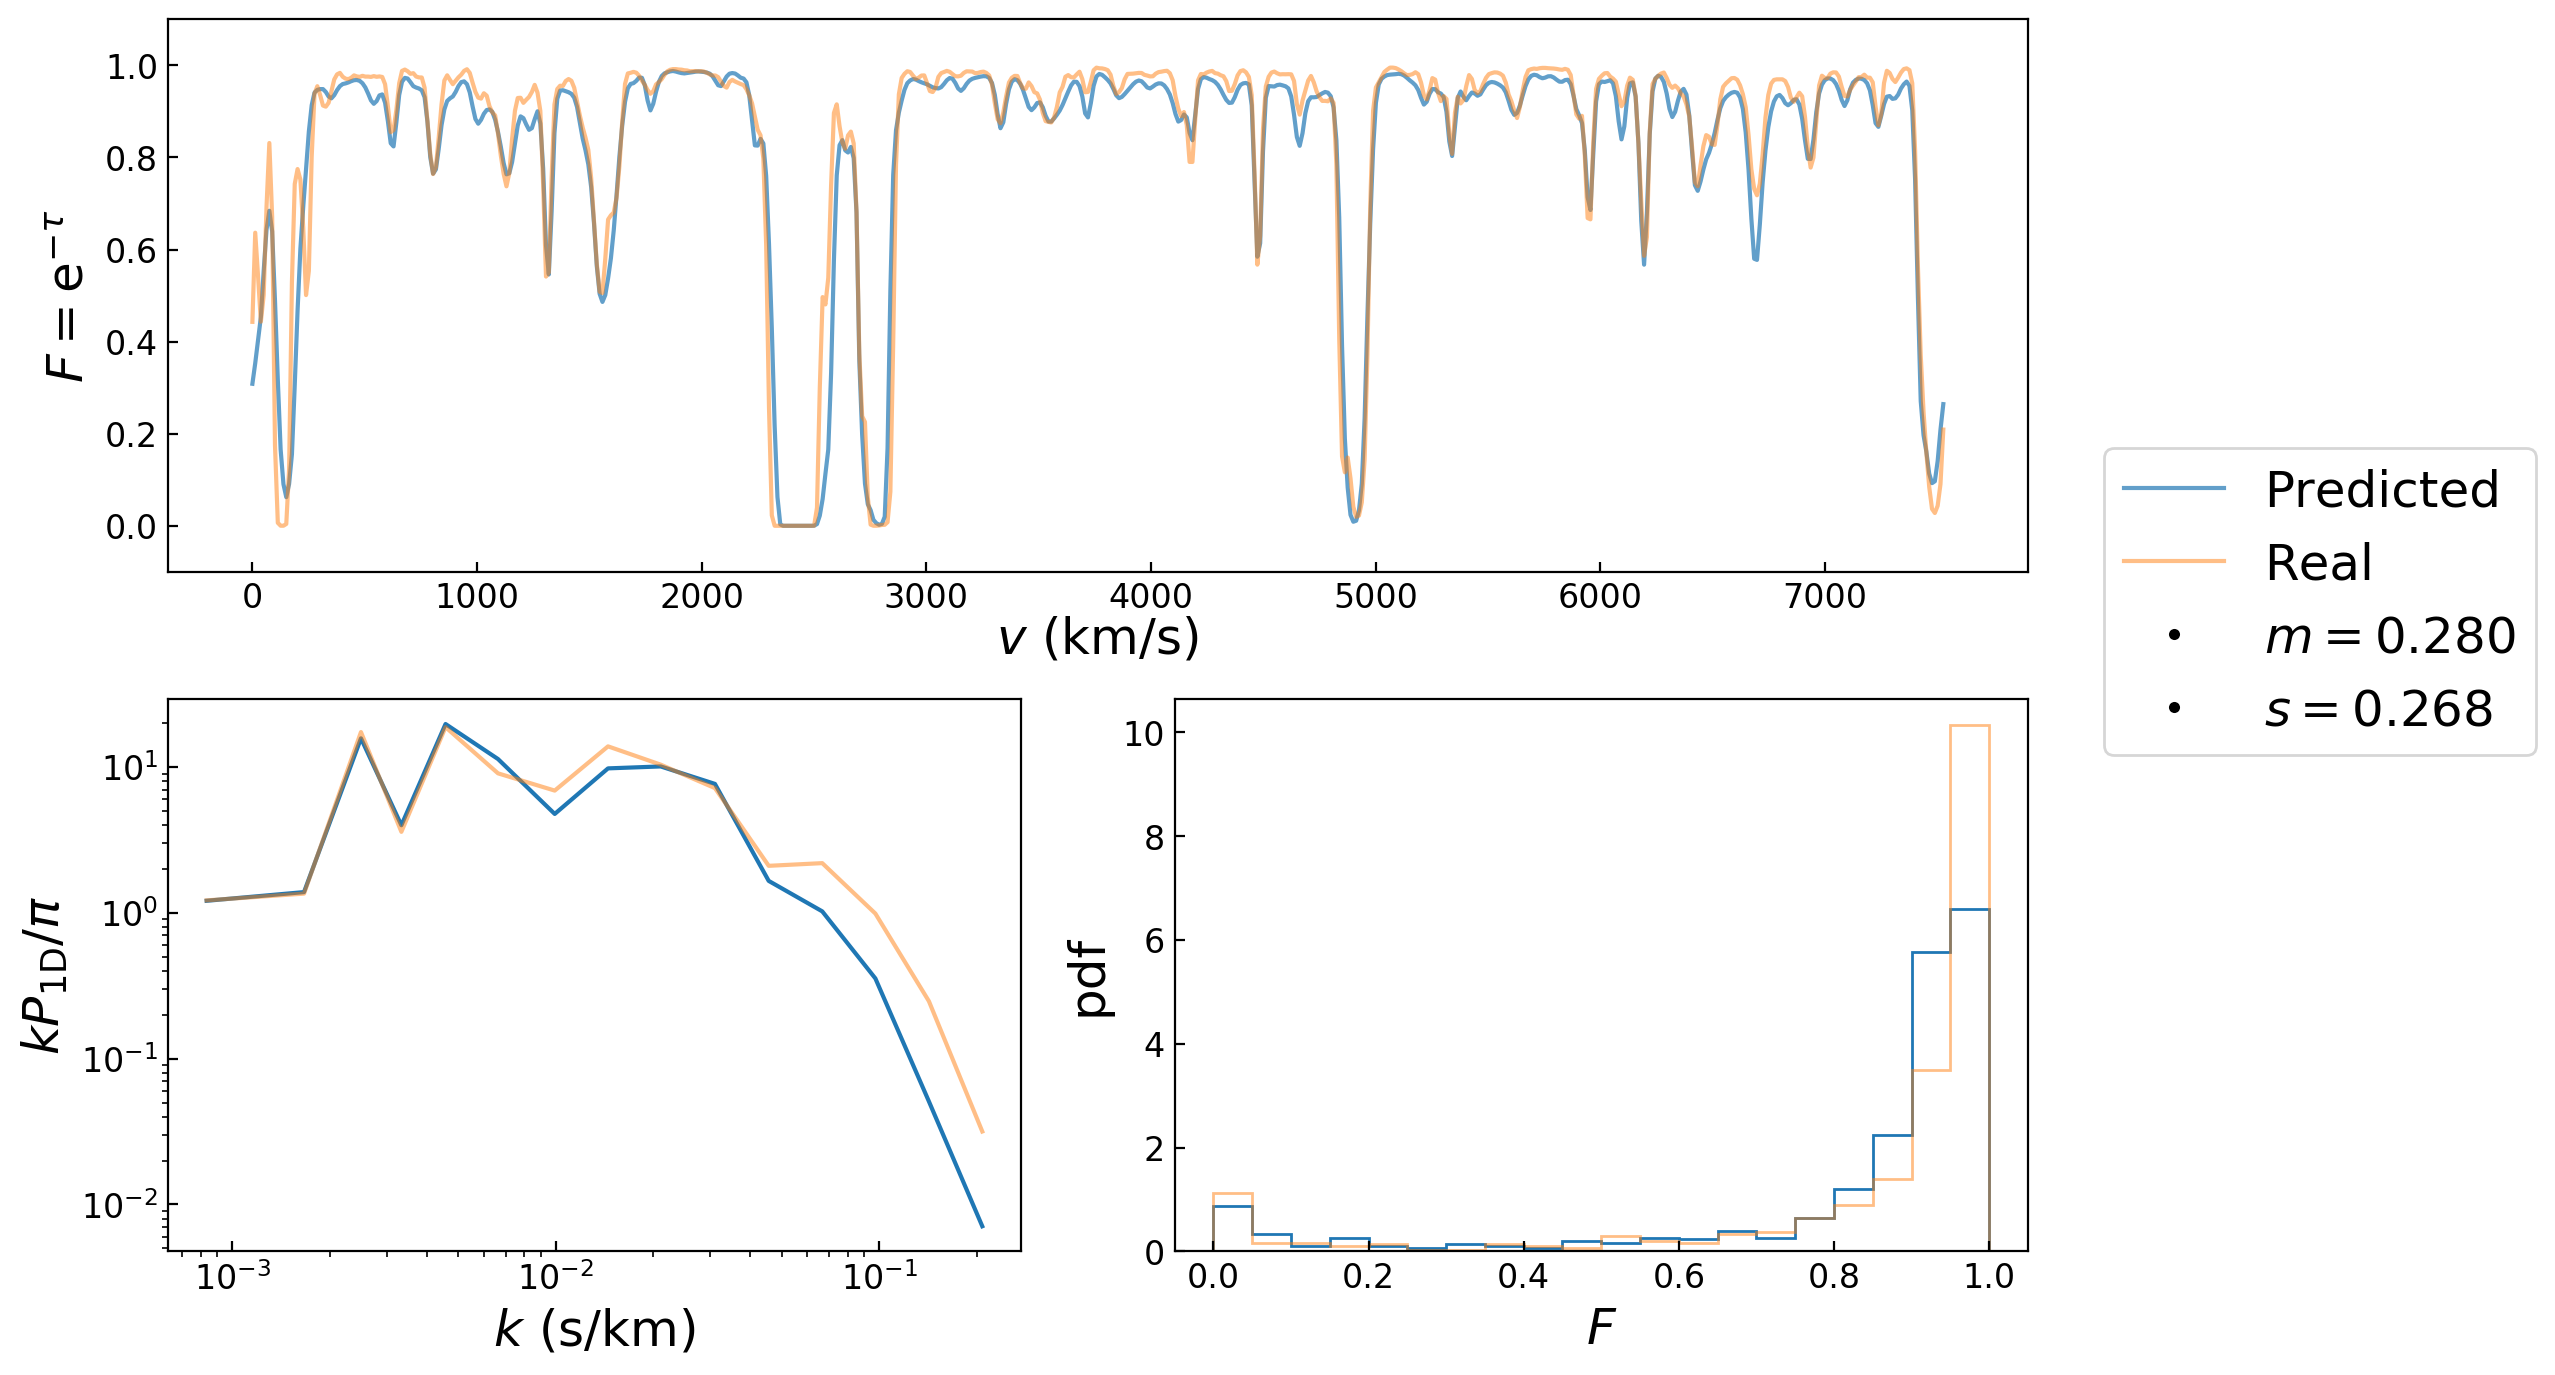 1.0
0.8
0.6
0.4
0.2
0.0
F = e^{−τ}
0 1000 2000 3000 4000 5000 6000 7000
v (km/s)
Predicted
Real
m = 0.280
s = 0.268
10^1
10^0
10^{−1}
10^{−2}
kP_{1D}/π
10^{−3} 10^{−2} 10^{−1}
k (s/km)
10
8
6
4
2
0
pdf
0.0 0.2 0.4 0.6 0.8 1.0
F